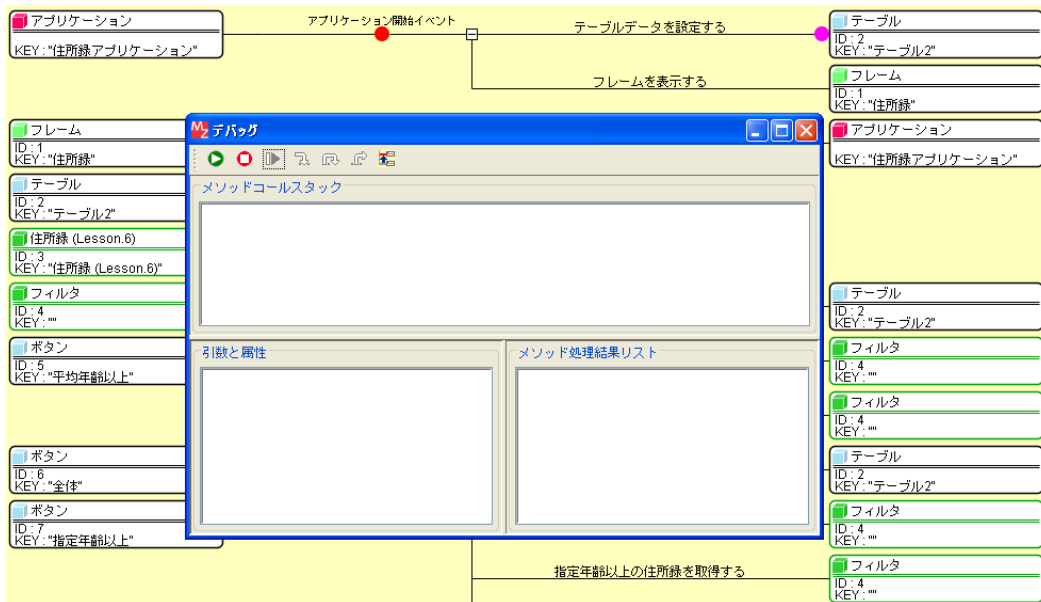 アプリケーション
KEY : "住所録アプリケーション"
アプリケーション開始イベント
テーブルデータを設定する
テーブル
ID : 2
KEY : "テーブル2"
フレームを表示する
フレーム
ID : 1
KEY : "住所録"
アプリケーション
KEY : "住所録アプリケーション"
フレーム
ID : 1
KEY : "住所録"
テーブル
ID : 2
KEY : "テーブル2"
住所録 (Lesson.6)
ID : 3
KEY : "住所録 (Lesson.6)"
フィルタ
ID : 4
KEY : ""
ボタン
ID : 5
KEY : "平均年齢以上"
ボタン
ID : 6
KEY : "全体"
ボタン
ID : 7
KEY : "指定年齢以上"
MZ デバッグ
メソッドコールスタック
引数と属性
メソッド処理結果リスト
テーブル
ID : 2
KEY : "テーブル2"
フィルタ
ID : 4
KEY : ""
フィルタ
ID : 4
KEY : ""
テーブル
ID : 2
KEY : "テーブル2"
フィルタ
ID : 4
KEY : ""
指定年齢以上の住所録を取得する
フィルタ
ID : 4
KEY : ""